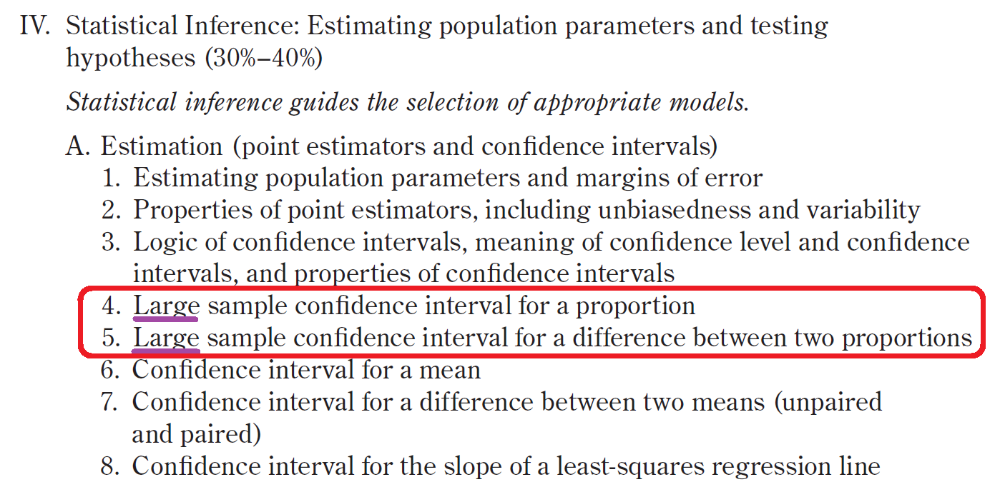 IV. Statistical Inference: Estimating population parameters and testing
hypotheses (30%–40%)
Statistical inference guides the selection of appropriate models.
A. Estimation (point estimators and confidence intervals)
1. Estimating population parameters and margins of error
2. Properties of point estimators, including unbiasedness and variability
3. Logic of confidence intervals, meaning of confidence level and confidence
intervals, and properties of confidence intervals
4. Large sample confidence interval for a proportion
5. Large sample confidence interval for a difference between two proportions
6. Confidence interval for a mean
7. Confidence interval for a difference between two means (unpaired
and paired)
8. Confidence interval for the slope of a least-squares regression line